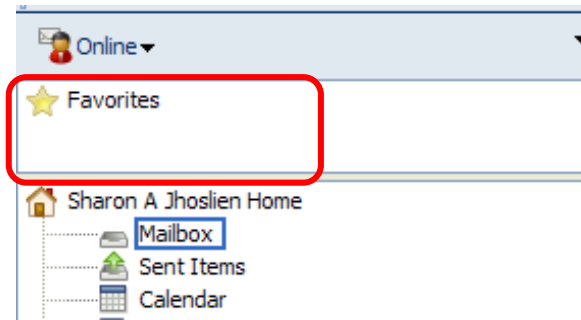 Online
Favorites
Sharon A Jhoslien Home
Mailbox
Sent Items
Calendar